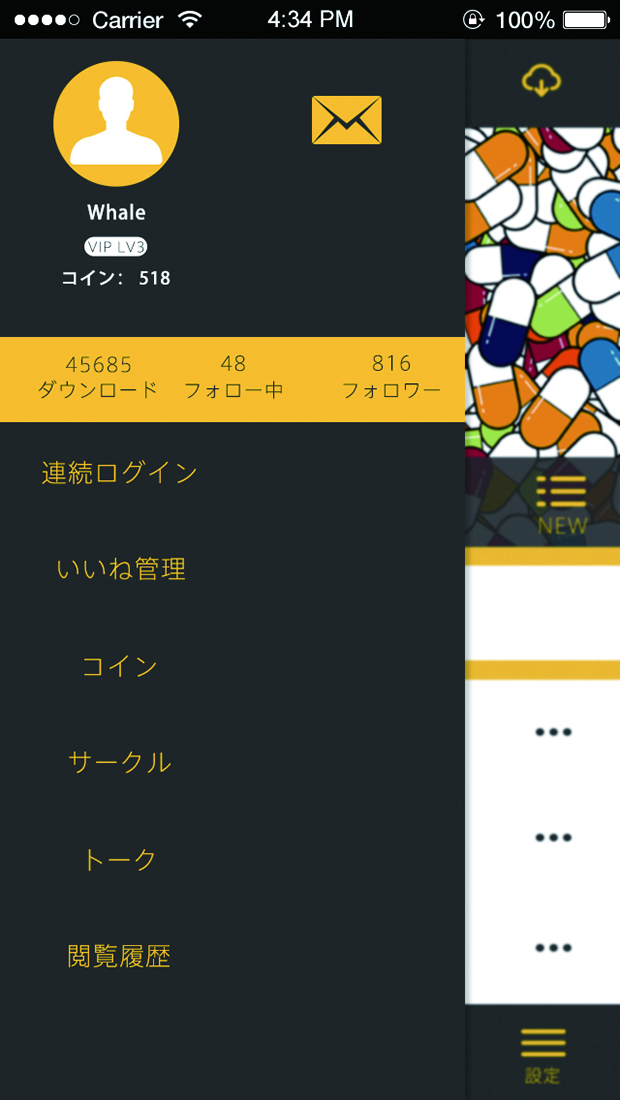 Carrier 4:34 PM 100%
Whale
VIP LV3
コイン： 518
45685 48 816
ダウンロード フォロー中 フォロワー
連続ログイン
NEW
いいね管理
コイン
サークル
トーク
閲覧履歴
設定